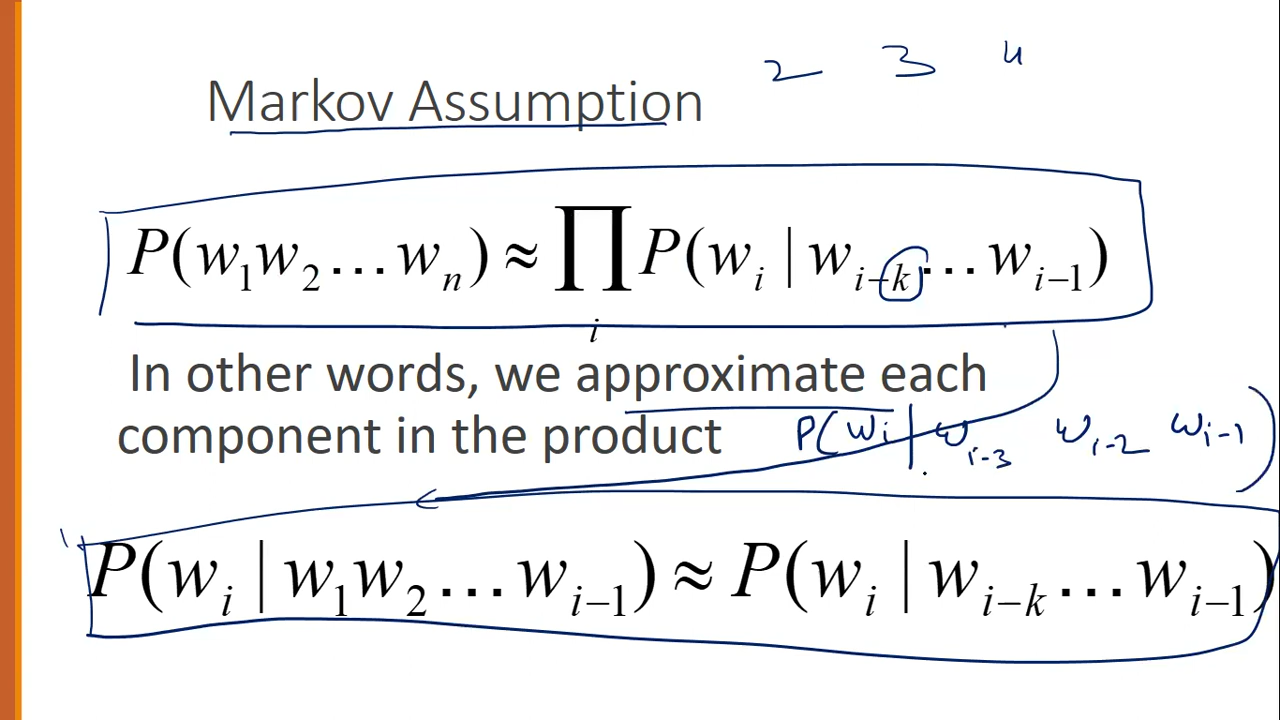 2 3 4
Markov Assumption
P(w₁w₂…wₙ) ≈ ∏ᵢ P(wᵢ | wᵢ₋ₖ…wᵢ₋₁)
In other words, we approximate each
component in the product
P(wᵢ | wᵢ₋₃ wᵢ₋₂ wᵢ₋₁)
P(wᵢ | w₁w₂…wᵢ₋₁) ≈ P(wᵢ | wᵢ₋ₖ…wᵢ₋₁)